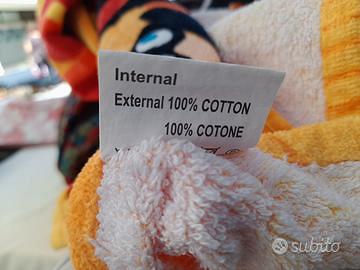 Internal
External 100% COTTON
100% COTONE
subito